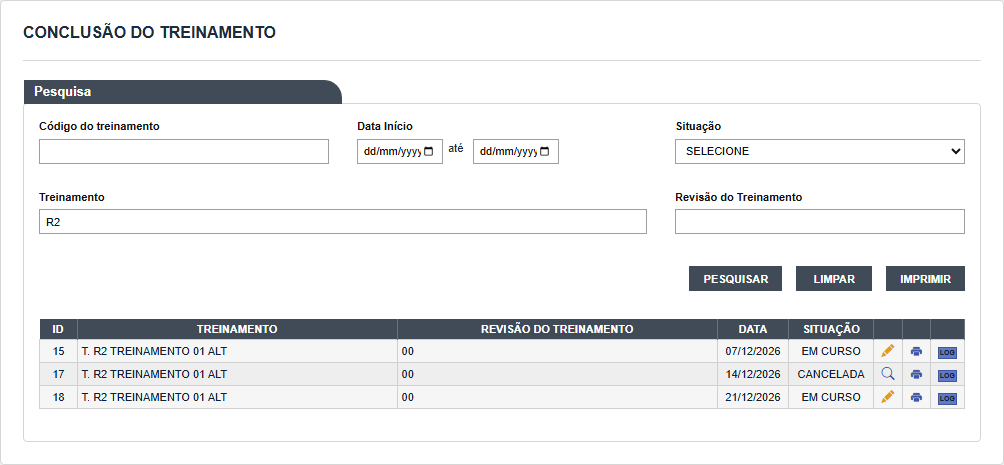 CONCLUSÃO DO TREINAMENTO
Pesquisa
Código do treinamento Data Início Situação
dd/mm/yyyy até dd/mm/yyyy SELECIONE
Treinamento Revisão do Treinamento
R2
PESQUISAR LIMPAR IMPRIMIR
ID TREINAMENTO REVISÃO DO TREINAMENTO DATA SITUAÇÃO
15 T. R2 TREINAMENTO 01 ALT 00 07/12/2026 EM CURSO LOG
17 T. R2 TREINAMENTO 01 ALT 00 14/12/2026 CANCELADA LOG
18 T. R2 TREINAMENTO 01 ALT 00 21/12/2026 EM CURSO LOG